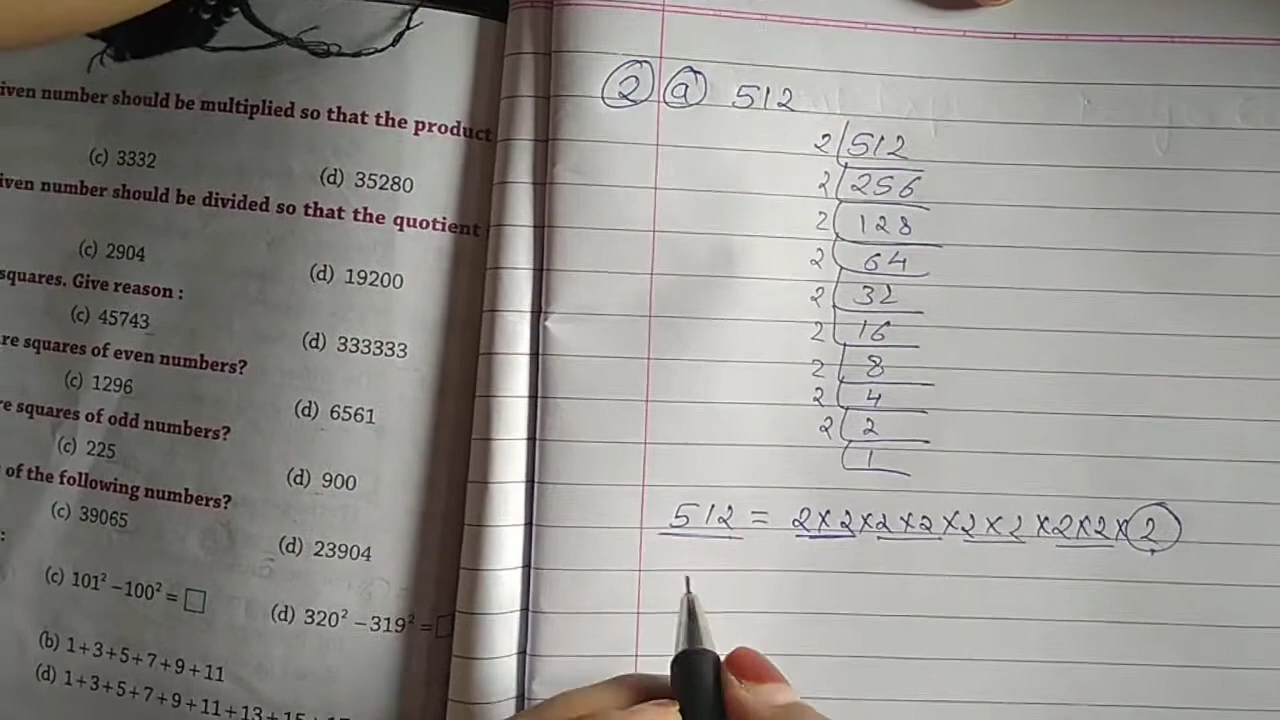 iven number should be multiplied so that the product
(c) 3332 (d) 35280
iven number should be divided so that the quotient
(c) 2904 (d) 19200
squares. Give reason :
(c) 45743 (d) 333333
re squares of even numbers?
(c) 1296 (d) 6561
re squares of odd numbers?
(c) 225 (d) 900
of the following numbers?
(c) 39065 (d) 23904
:
(c) 101² – 100² = □ (d) 320² – 319² = □
(b) 1+3+5+7+9+11
(d) 1+3+5+7+9+11+13+15+17
2 a 512
2 512
2 256
2 128
2 64
2 32
2 16
2 8
2 4
2 2
1
512 = 2×2×2×2×2×2×2×2×2